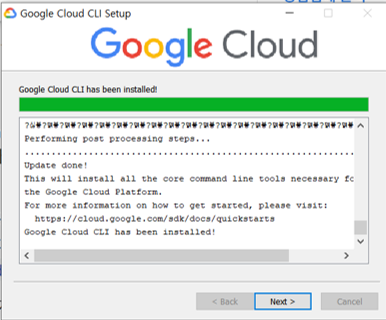 Google Cloud CLI Setup
Google Cloud
Google Cloud CLI has been installed!
Performing post processing steps...
Update done!
This will install all the core command line tools necessary fo
the Google Cloud Platform.
For more information on how to get started, please visit:
https://cloud.google.com/sdk/docs/quickstarts
Google Cloud CLI has been installed!
< Back
Next >
Cancel